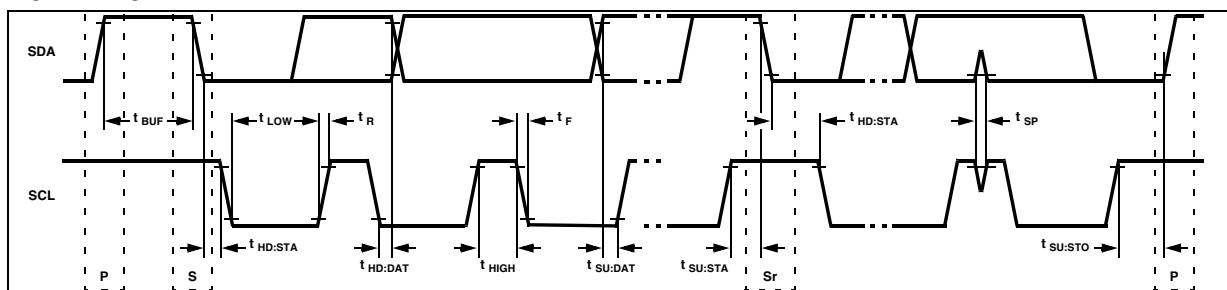 SDA
t BUF t LOW t R t F t HD:STA t SP
SCL
t HD:STA t HD:DAT t HIGH t SU:DAT t SU:STA t SU:STO
P S Sr P